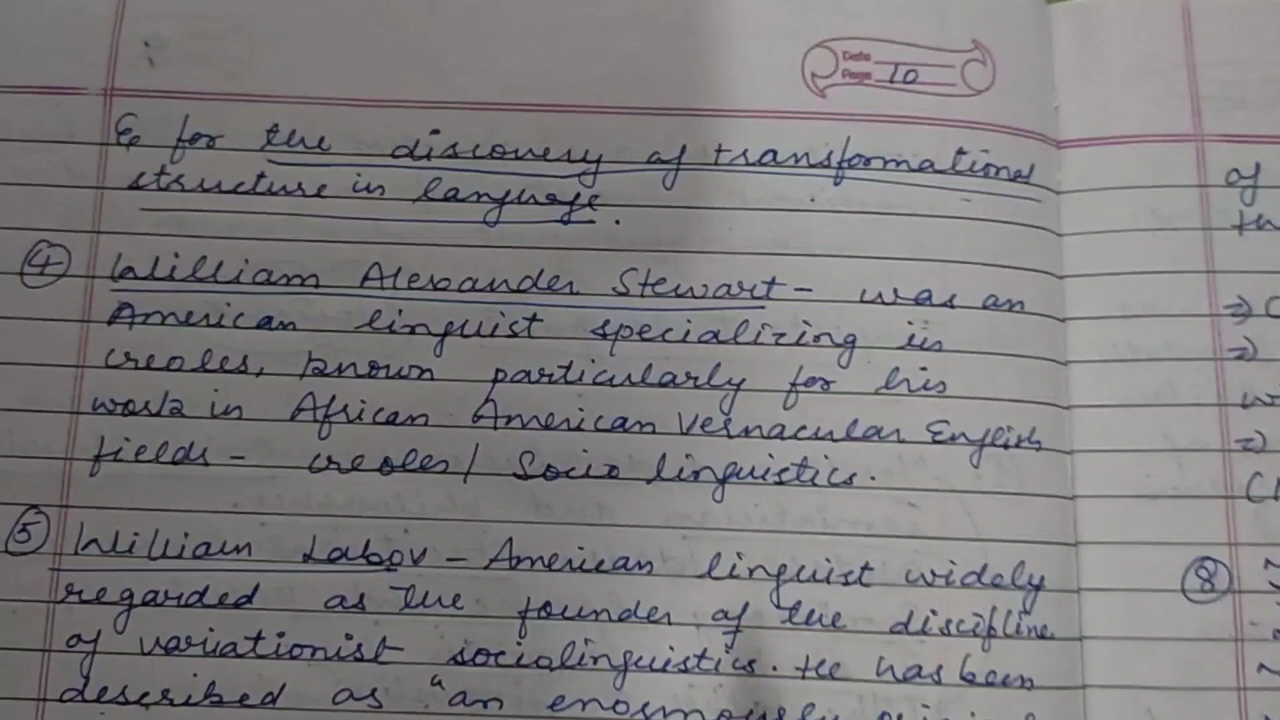 Date
Page 10
& for the discovery of transformational
structure in language.
④ William Alexander Stewart - was an
American linguist specializing in
creoles, known particularly for his
work in African American Vernacular English
fields - creoles/ Socio linguistics.
⑤ William Labov - American linguist widely
regarded as the founder of the discipline
of variationist sociolinguistics. He has been
described as "an enormously
of
⑧